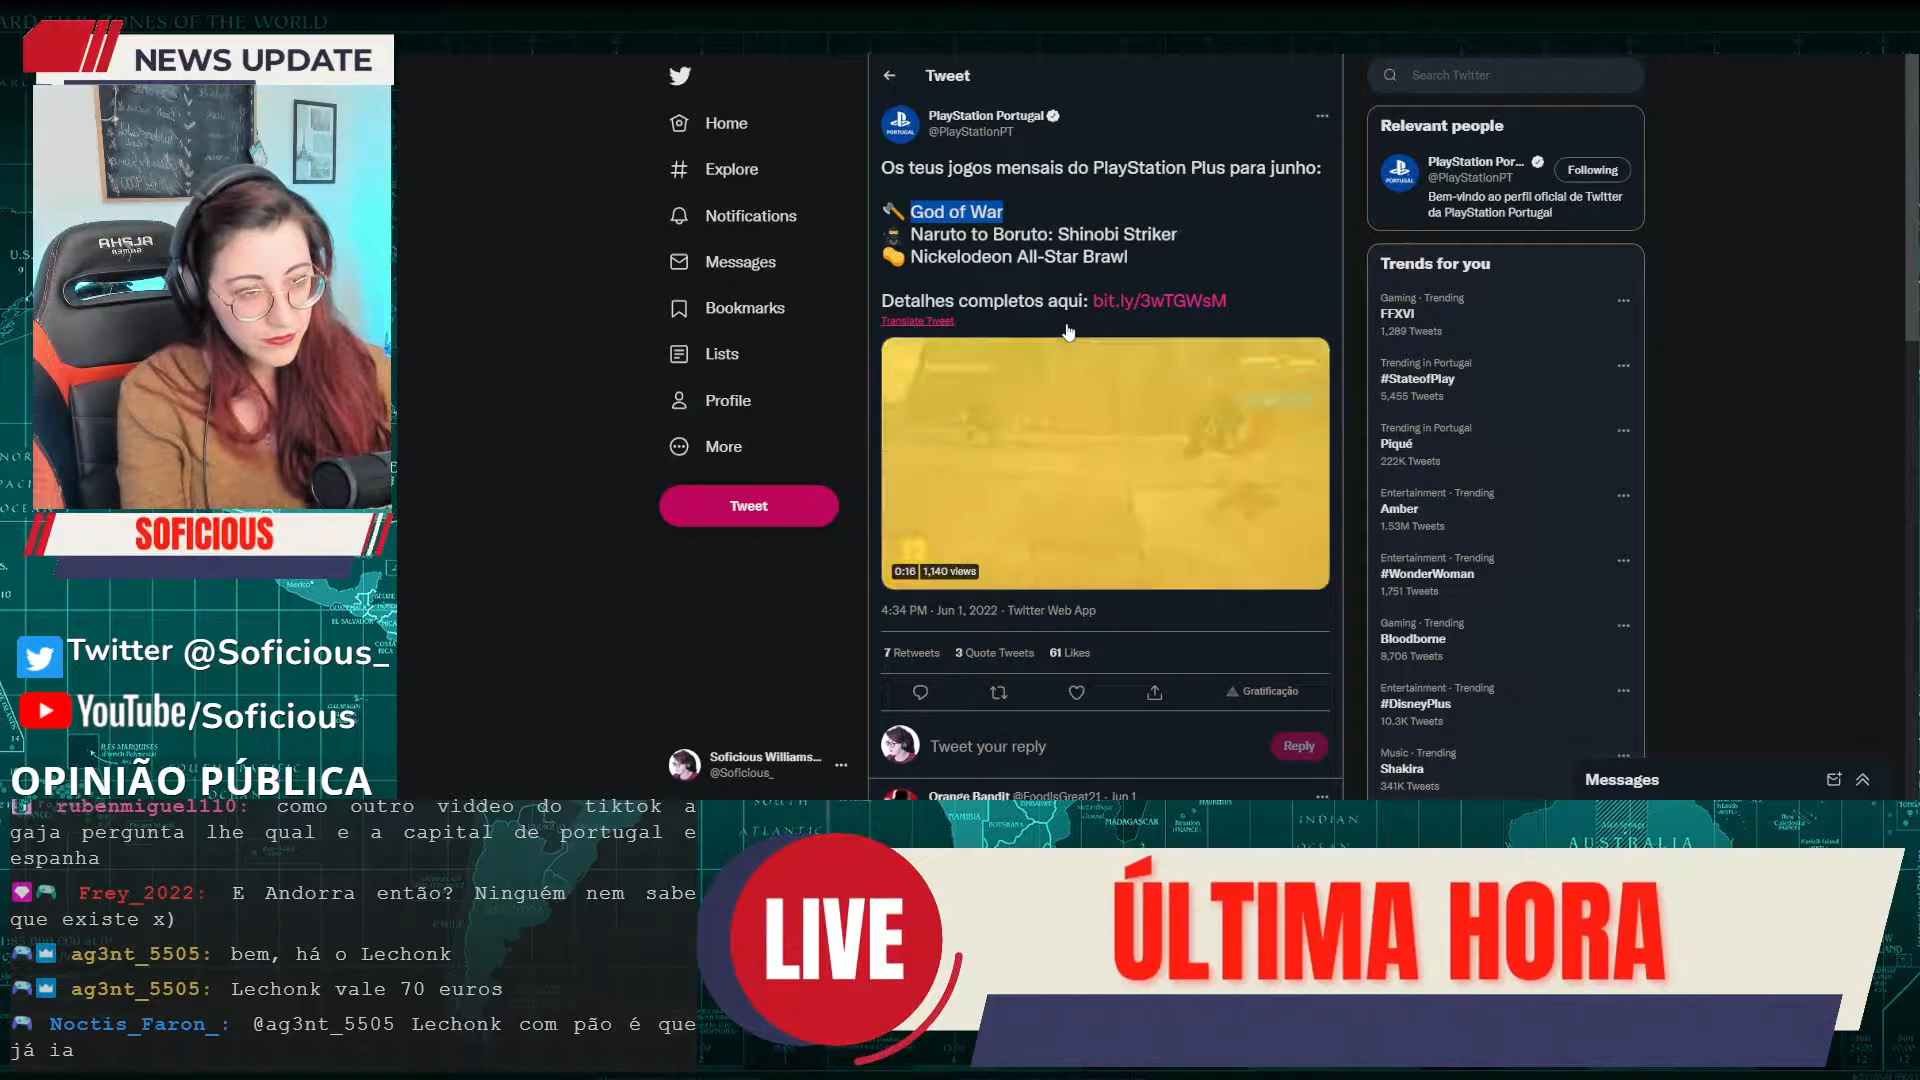 NEWS UPDATE
AJSHA
SOFICIOUS
Twitter @Soficious_
YouTube/Soficious
OPINIÃO PÚBLICA
rubenmiguel110: como outro viddeo do tiktok a
gaja pergunta lhe qual e a capital de portugal e
espanha
Frey_2022: E Andorra então? Ninguém nem sabe
que existe x)
ag3nt_5505: bem, há o Lechonk
ag3nt_5505: Lechonk vale 70 euros
Noctis_Faron_: @ag3nt_5505 Lechonk com pão é que
já ia
Home
Explore
Notifications
Messages
Bookmarks
Lists
Profile
More
Tweet
Soficious Williams...
@Soficious_
Tweet
PlayStation Portugal
@PlayStationPT
Os teus jogos mensais do PlayStation Plus para junho:
God of War
Naruto to Boruto: Shinobi Striker
Nickelodeon All-Star Brawl
Detalhes completos aqui: bit.ly/3wTGWsM
Translate Tweet
0:16 1,140 views
4:34 PM · Jun 1, 2022 · Twitter Web App
7 Retweets 3 Quote Tweets 61 Likes
Gratificação
Tweet your reply
Reply
Orange Bandit @FoodIsGreat21 · Jun 1
Search Twitter
Relevant people
PlayStation Por...
@PlayStationPT
Following
Bem-vindo ao perfil oficial de Twitter
da PlayStation Portugal
Trends for you
Gaming · Trending
FFXVI
1,289 Tweets
Trending in Portugal
#StateofPlay
5,455 Tweets
Trending in Portugal
Piqué
222K Tweets
Entertainment · Trending
Amber
1.53M Tweets
Entertainment · Trending
#WonderWoman
1,751 Tweets
Gaming · Trending
Bloodborne
8,706 Tweets
Entertainment · Trending
#DisneyPlus
10.3K Tweets
Music · Trending
Shakira
341K Tweets
Messages
LIVE
ÚLTIMA HORA